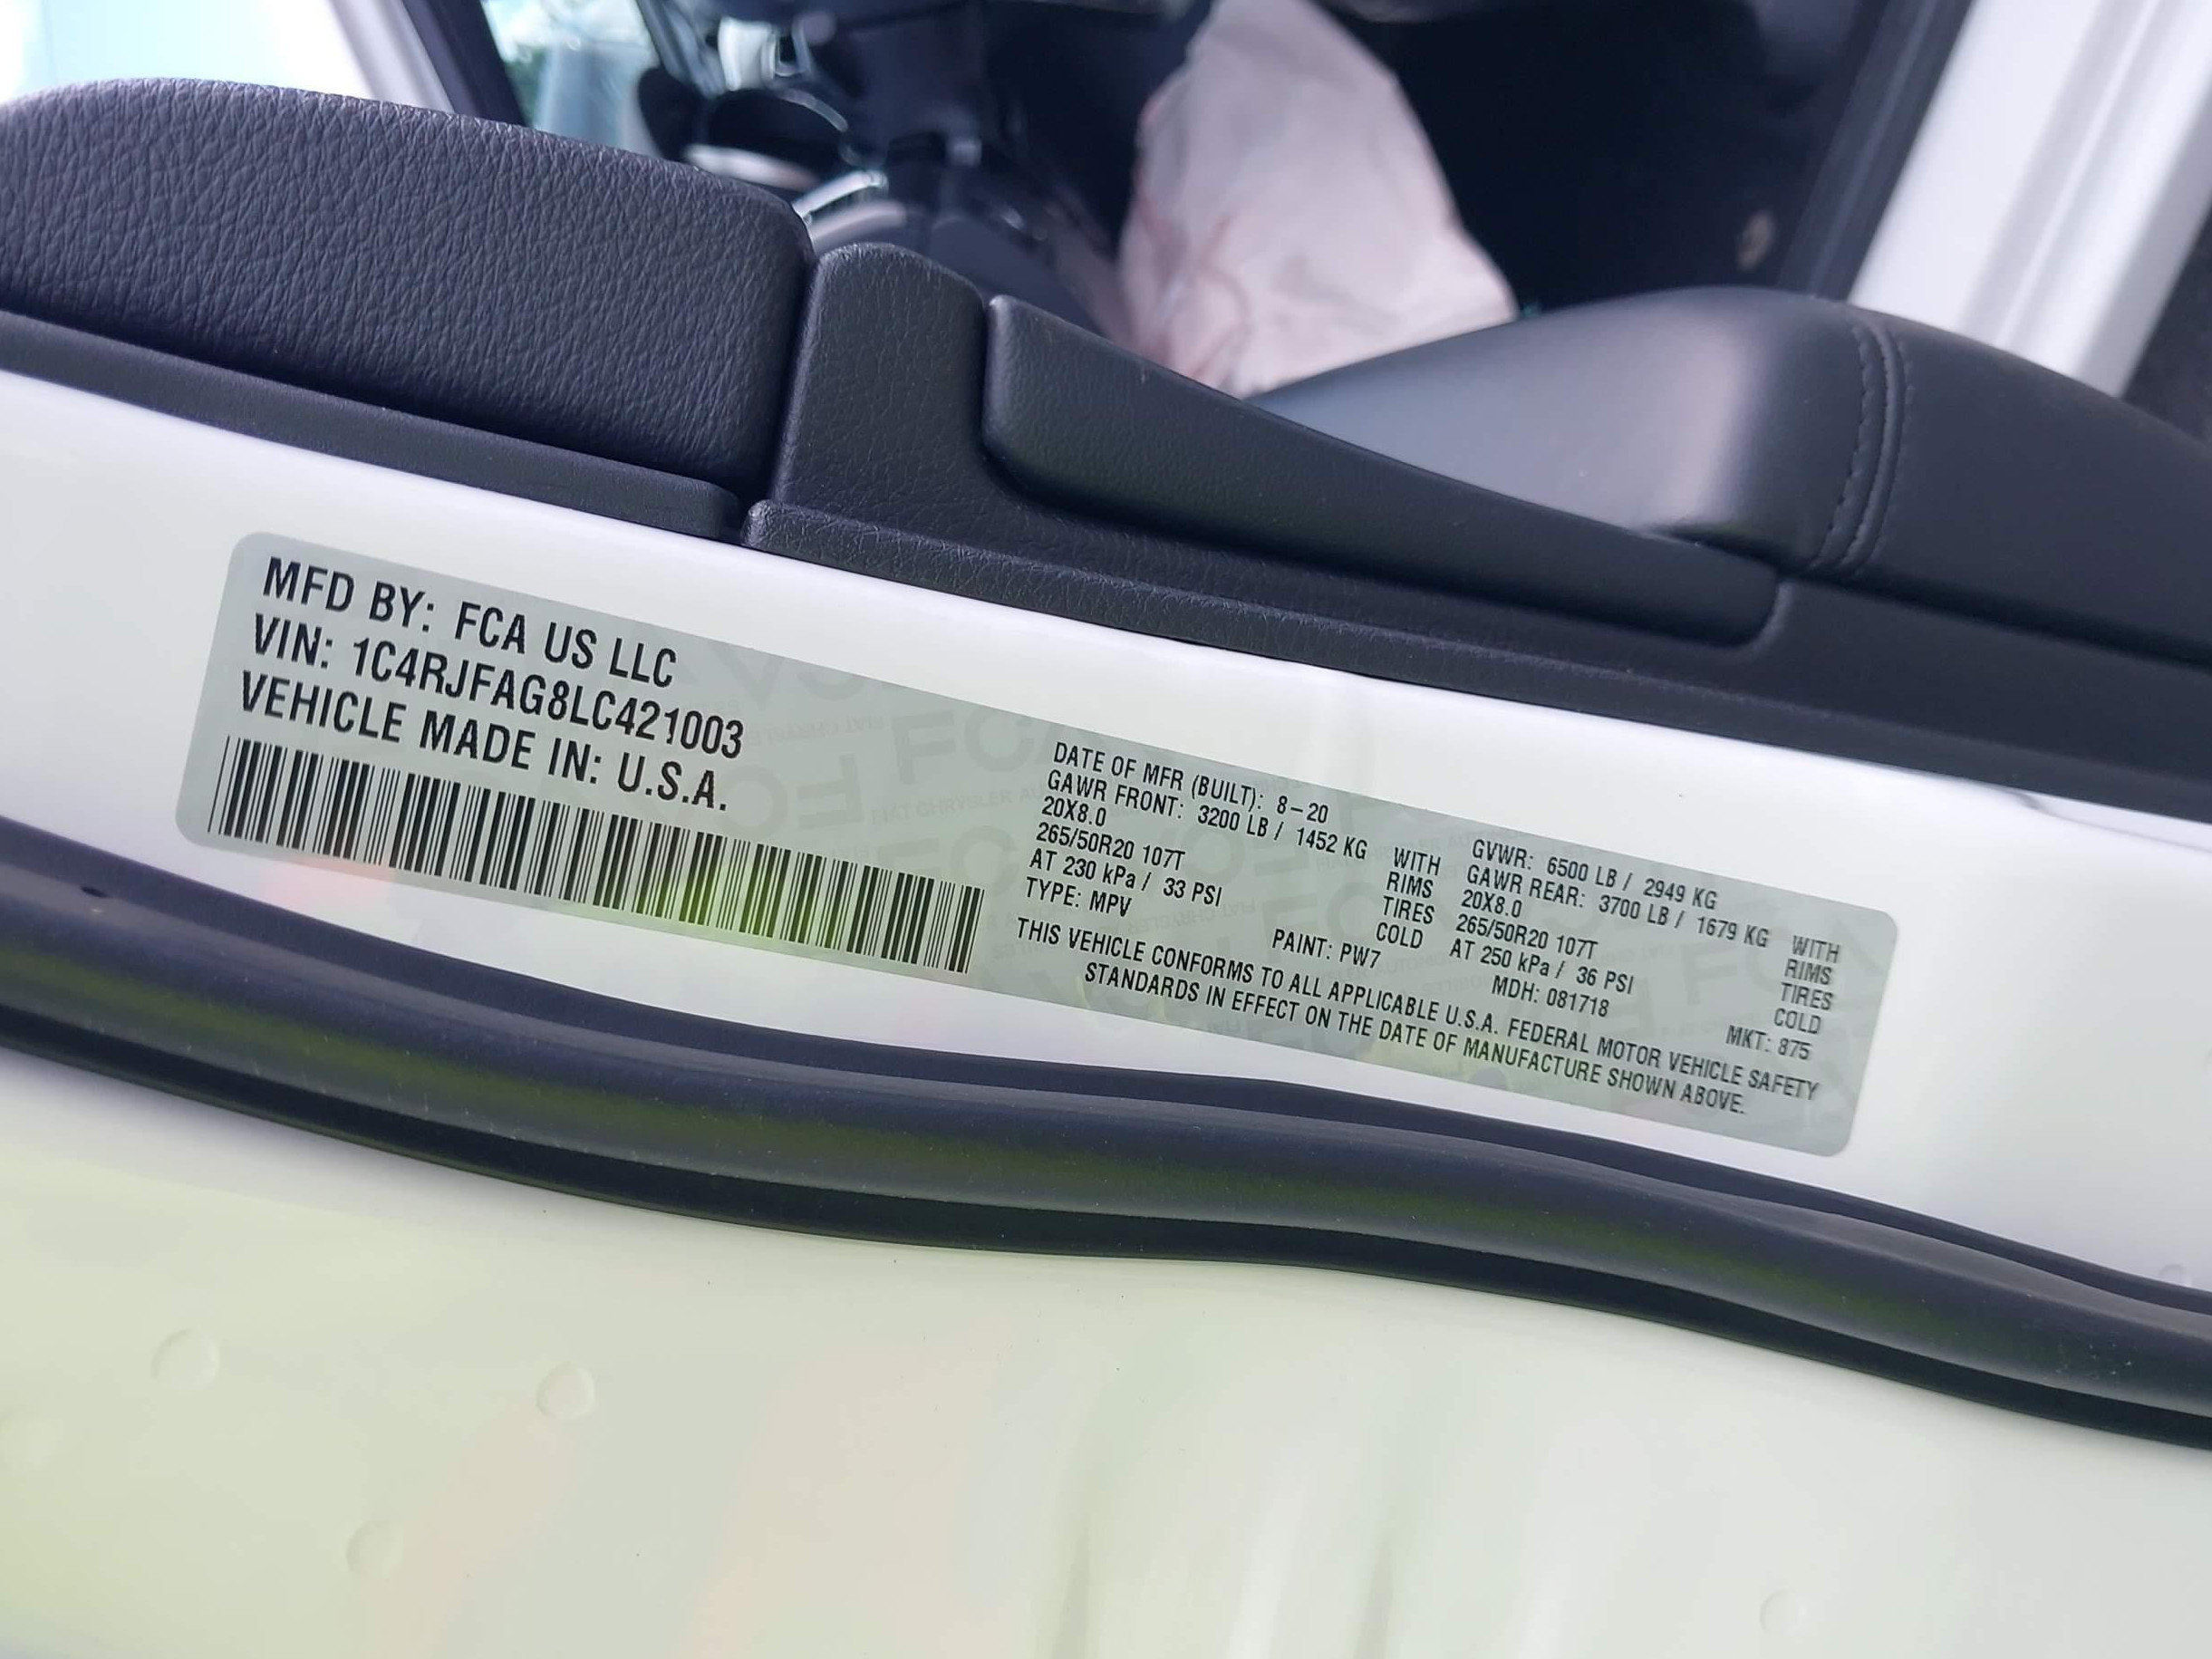 MFD BY: FCA US LLC
VIN: 1C4RJFAG8LC421003
VEHICLE MADE IN: U.S.A.
DATE OF MFR (BUILT): 8-20
GVWR: 6500 LB / 2949 KG
GAWR FRONT: 3200 LB / 1452 KG WITH
GAWR REAR: 3700 LB / 1679 KG WITH
20X8.0 RIMS
20X8.0 RIMS
265/50R20 107T TIRES
265/50R20 107T TIRES
AT 230 kPa / 33 PSI COLD
AT 250 kPa / 36 PSI COLD
TYPE: MPV PAINT: PW7 MDH: 081718 MKT: 875
THIS VEHICLE CONFORMS TO ALL APPLICABLE U.S.A. FEDERAL MOTOR VEHICLE SAFETY
STANDARDS IN EFFECT ON THE DATE OF MANUFACTURE SHOWN ABOVE.